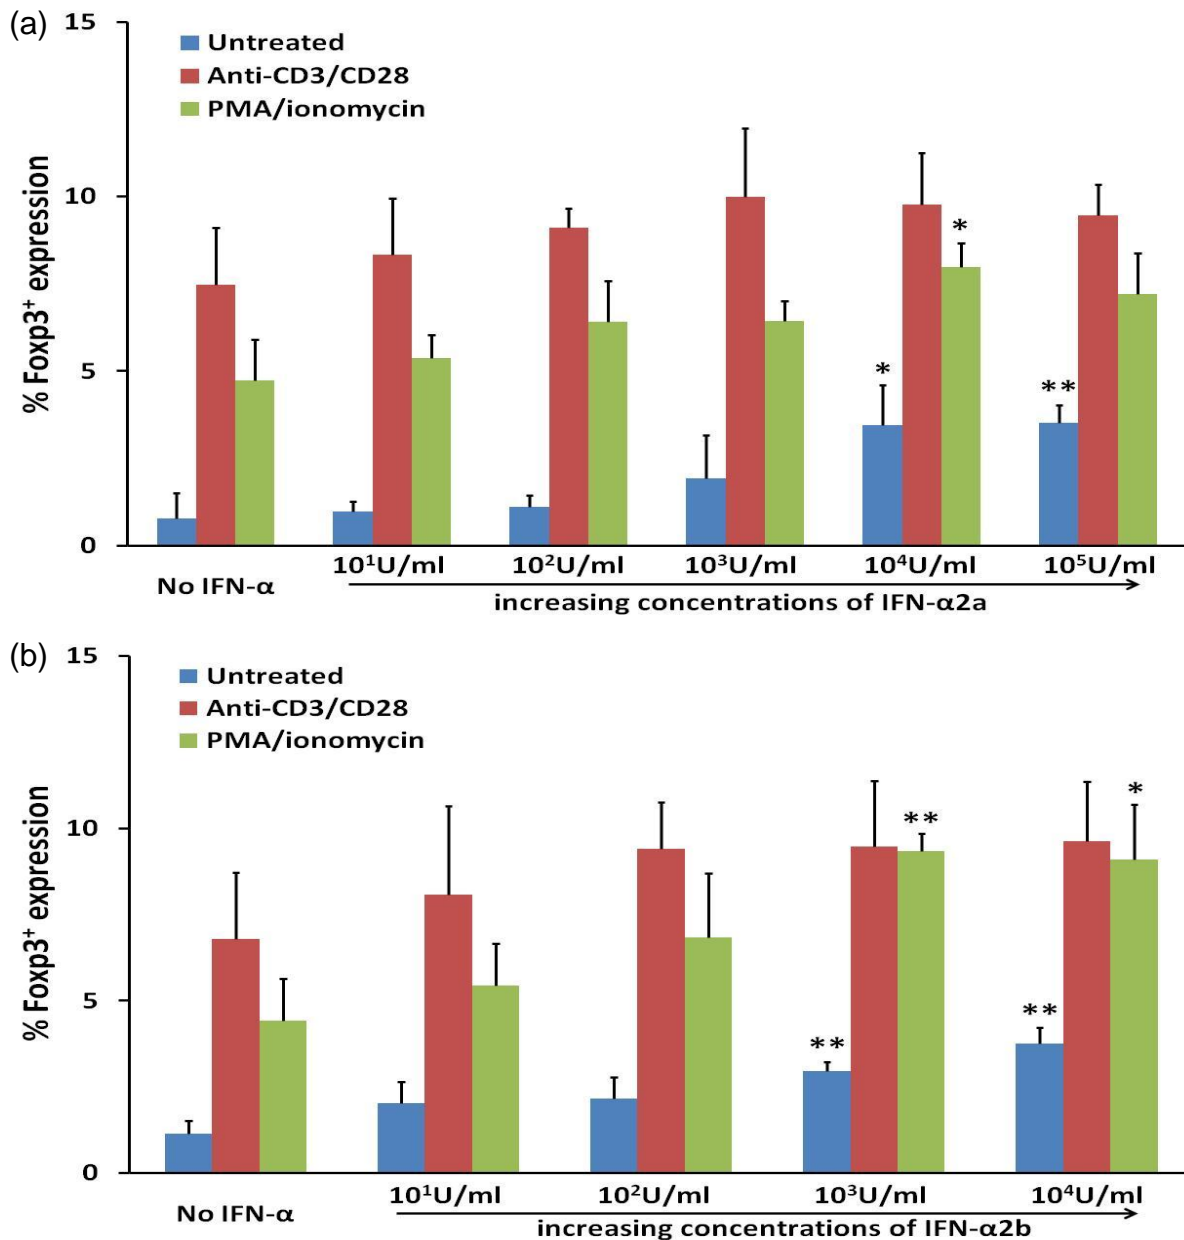 (a)
15
Untreated
Anti-CD3/CD28
PMA/ionomycin
10
% Foxp3⁺ expression
*
*
**
5
0
No IFN-α
10¹U/ml 10²U/ml 10³U/ml 10⁴U/ml 10⁵U/ml
increasing concentrations of IFN-α2a
(b)
15
Untreated
Anti-CD3/CD28
PMA/ionomycin
10
% Foxp3⁺ expression
**
*
**
**
5
0
No IFN-α
10¹U/ml 10²U/ml 10³U/ml 10⁴U/ml
increasing concentrations of IFN-α2b